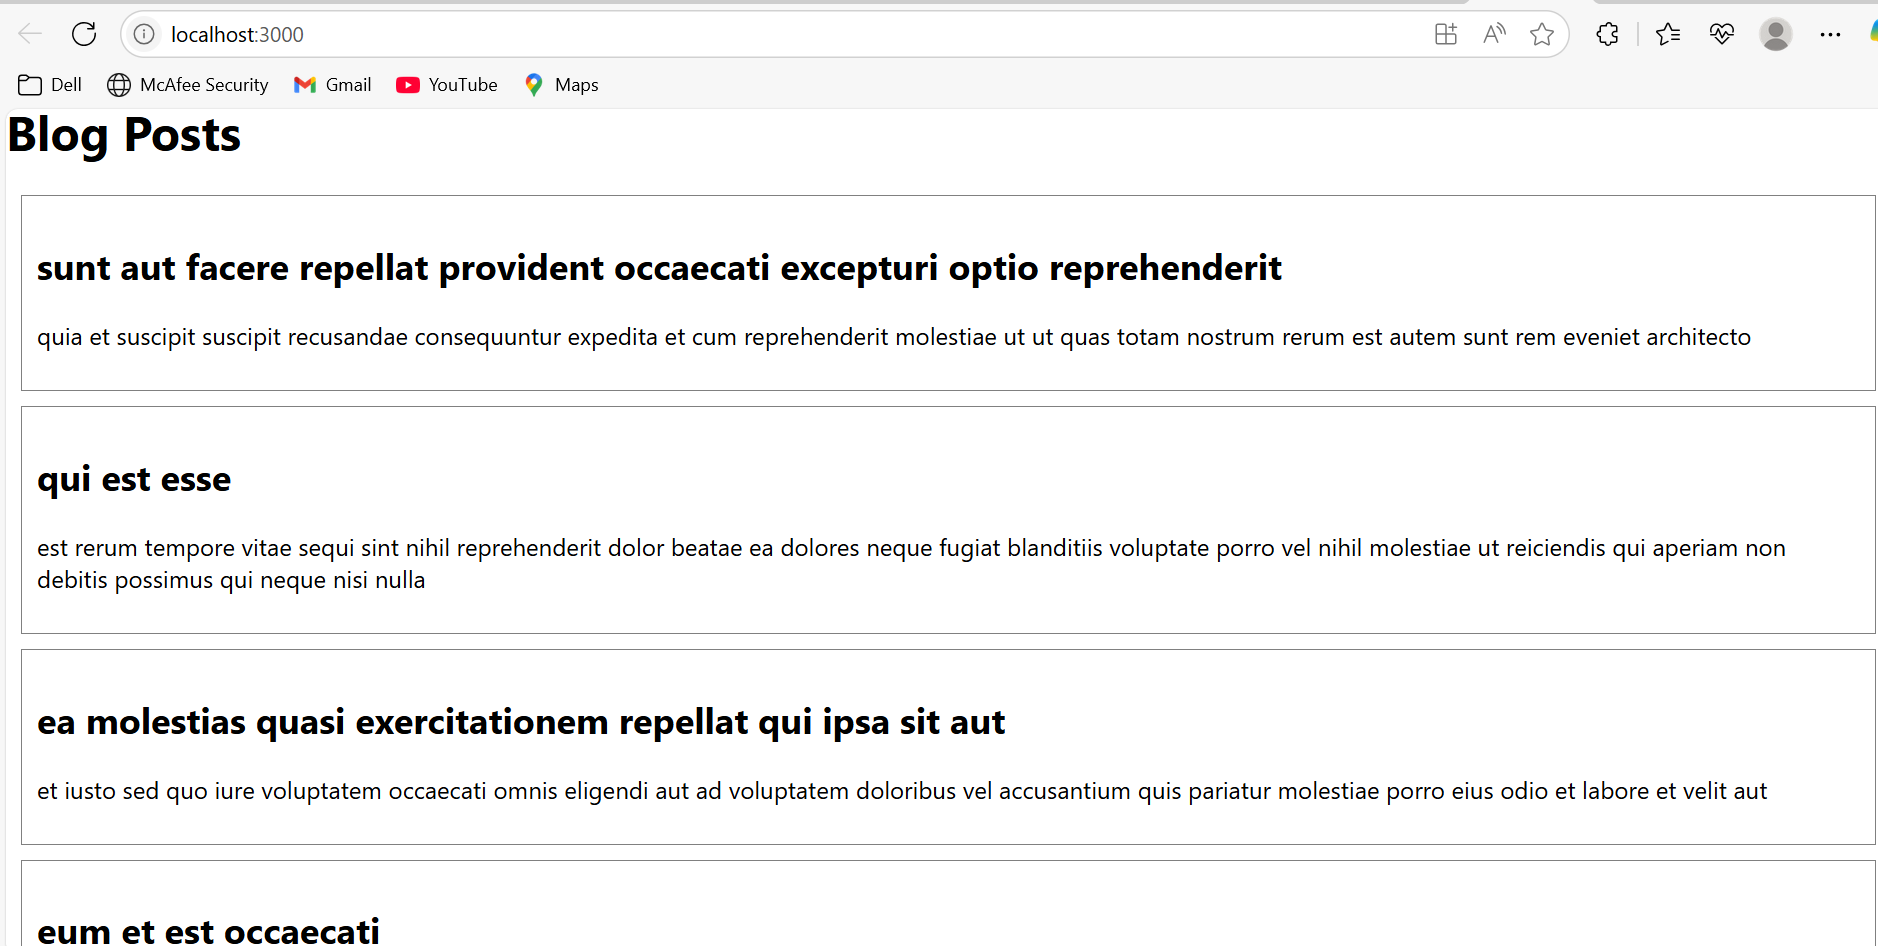 localhost:3000
Dell McAfee Security Gmail YouTube Maps
Blog Posts
sunt aut facere repellat provident occaecati excepturi optio reprehenderit
quia et suscipit suscipit recusandae consequuntur expedita et cum reprehenderit molestiae ut ut quas totam nostrum rerum est autem sunt rem eveniet architecto
qui est esse
est rerum tempore vitae sequi sint nihil reprehenderit dolor beatae ea dolores neque fugiat blanditiis voluptate porro vel nihil molestiae ut reiciendis qui aperiam non
debitis possimus qui neque nisi nulla
ea molestias quasi exercitationem repellat qui ipsa sit aut
et iusto sed quo iure voluptatem occaecati omnis eligendi aut ad voluptatem doloribus vel accusantium quis pariatur molestiae porro eius odio et labore et velit aut
eum et est occaecati